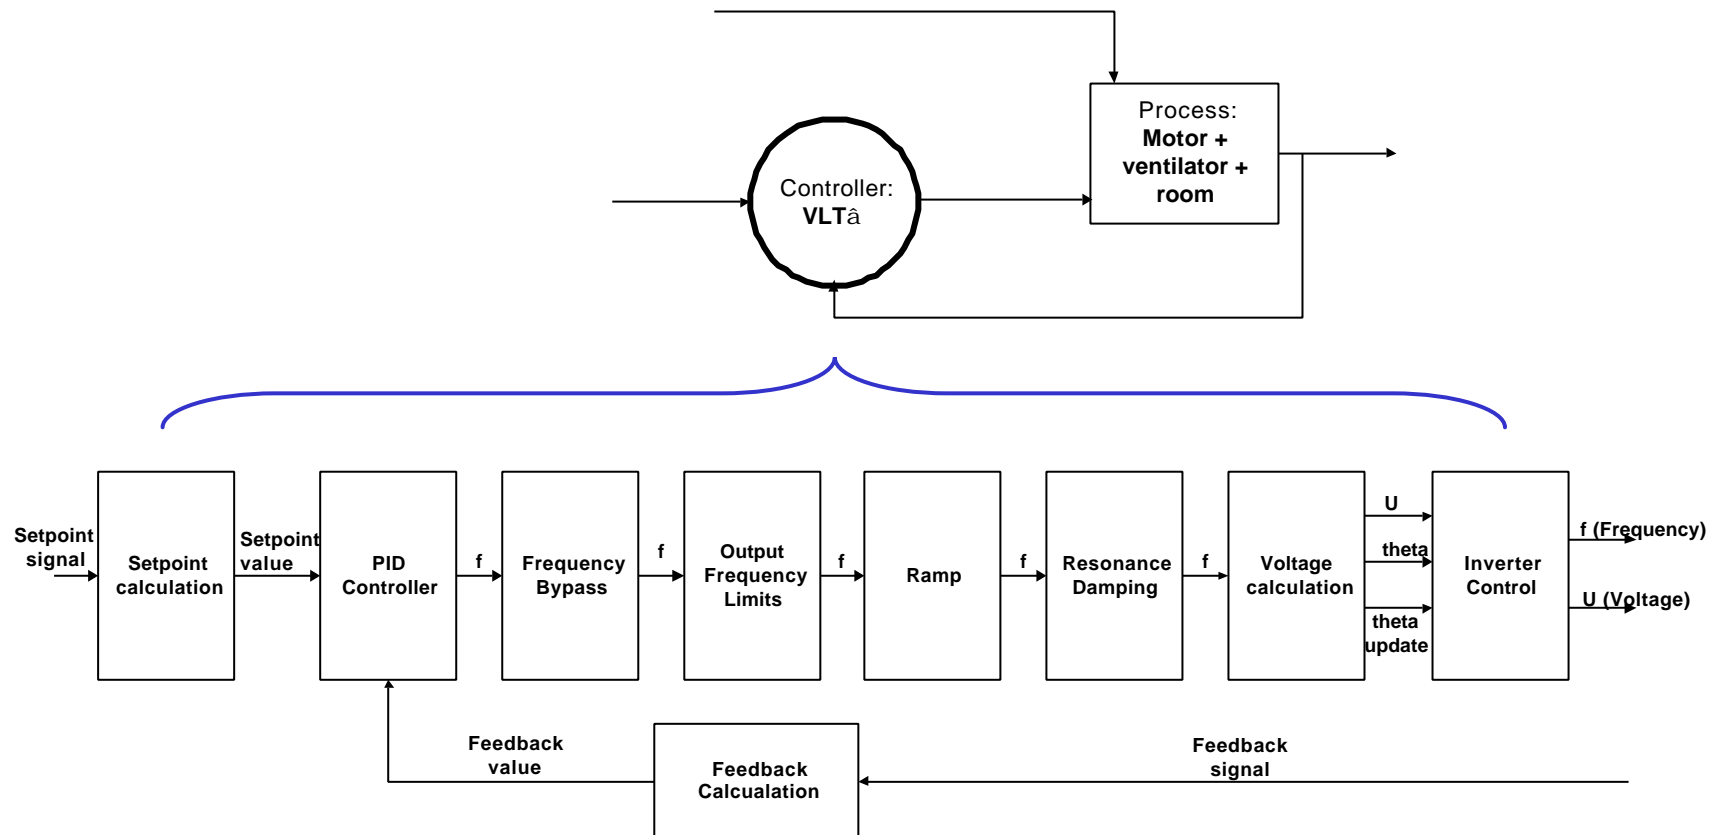 Process:
Motor +
ventilator +
room
Controller:
VLTâ
Setpoint
signal
Setpoint
calculation
Setpoint
value
PID
Controller
f
Frequency
Bypass
f
Output
Frequency
Limits
f
Ramp
f
Resonance
Damping
f
Voltage
calculation
U
theta
theta
update
Inverter
Control
f (Frequency)
U (Voltage)
Feedback
value
Feedback
Calcualation
Feedback
signal